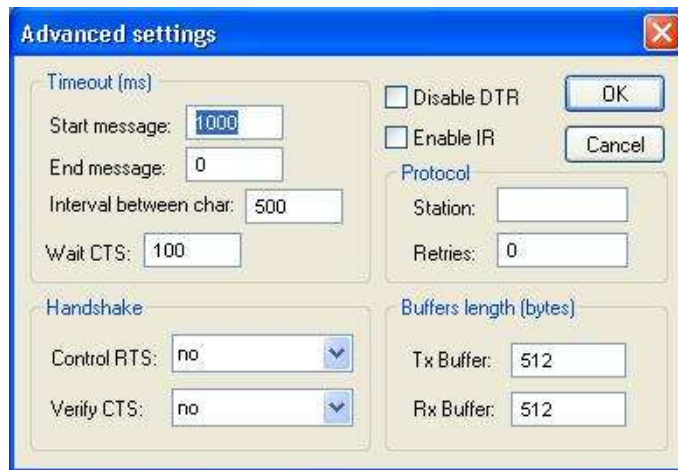 Advanced settings
Timeout (ms)
Start message: 1000
End message: 0
Interval between char: 500
Wait CTS: 100
Disable DTR
Enable IR
OK
Cancel
Protocol
Station:
Retries: 0
Handshake
Control RTS: no
Verify CTS: no
Buffers length (bytes)
Tx Buffer: 512
Rx Buffer: 512